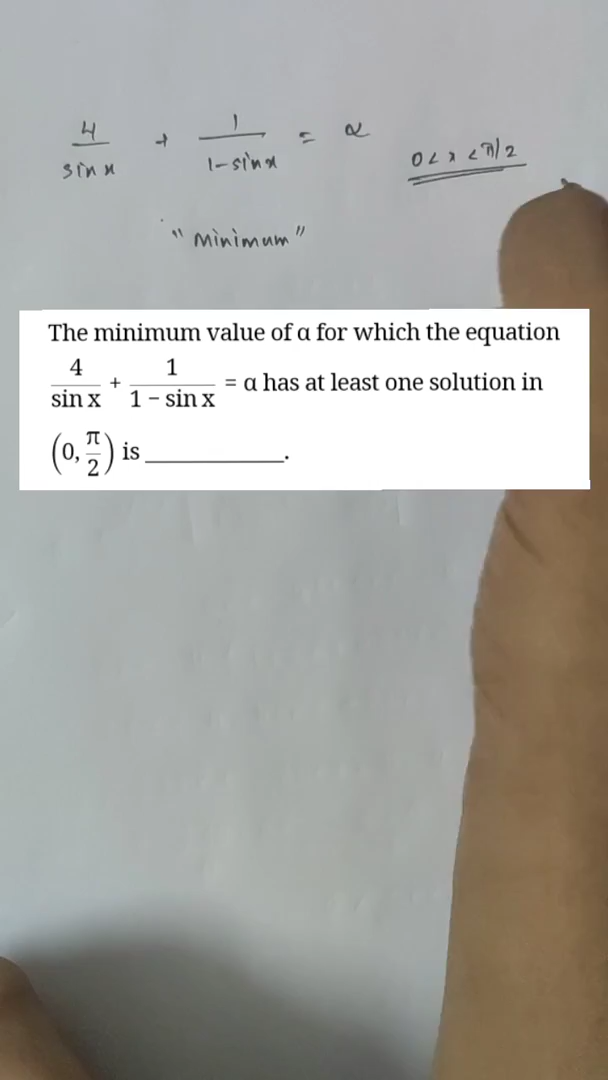 4/sin x + 1/1-sin x = α
0 < x < π/2
"Minimum"
The minimum value of α for which the equation
4/sin x + 1/1 − sin x = α has at least one solution in
(0, π/2) is ____________.